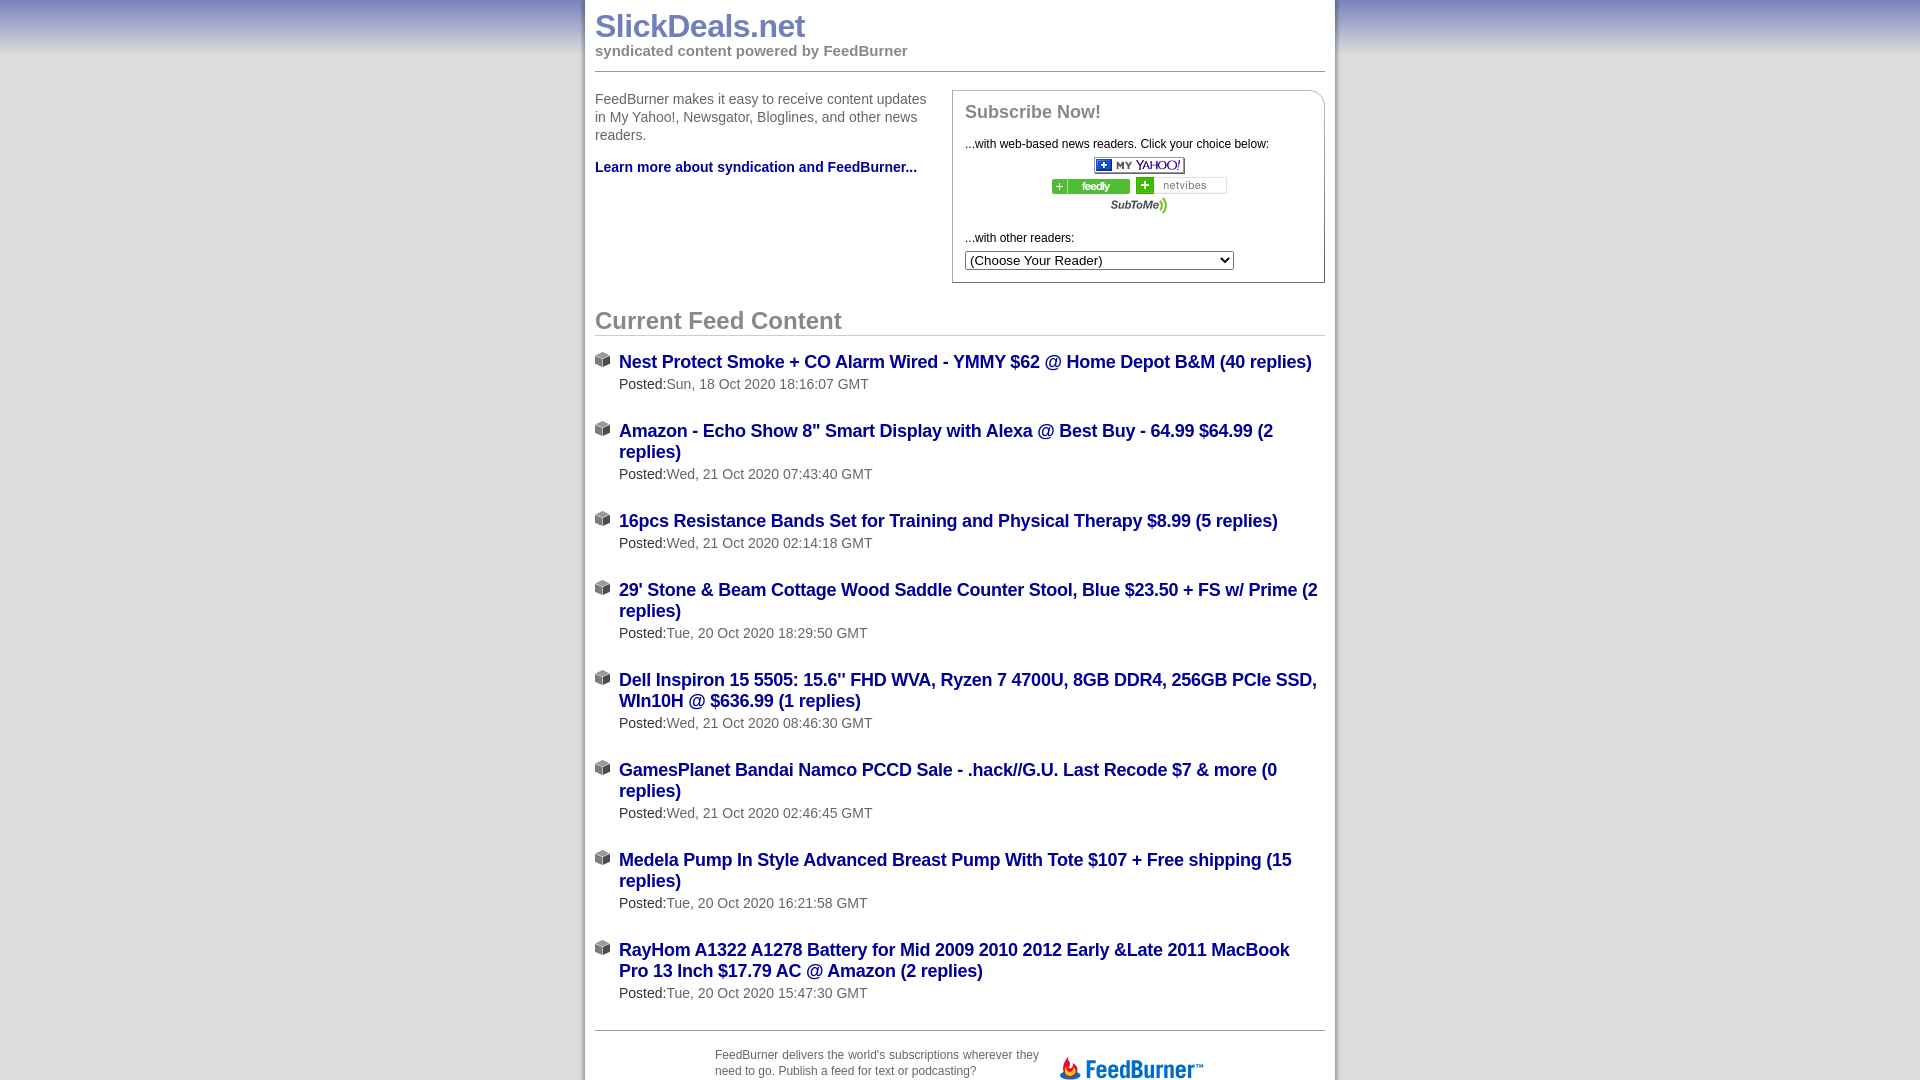 SlickDeals.net
syndicated content powered by FeedBurner
FeedBurner makes it easy to receive content updates
in My Yahoo!, Newsgator, Bloglines, and other news
readers.
Learn more about syndication and FeedBurner...
Subscribe Now!
...with web-based news readers. Click your choice below:
MY YAHOO!
feedly
netvibes
SubToMe
...with other readers:
(Choose Your Reader)
Current Feed Content
Nest Protect Smoke + CO Alarm Wired - YMMY $62 @ Home Depot B&M (40 replies)
Posted:Sun, 18 Oct 2020 18:16:07 GMT
Amazon - Echo Show 8" Smart Display with Alexa @ Best Buy - 64.99 $64.99 (2
replies)
Posted:Wed, 21 Oct 2020 07:43:40 GMT
16pcs Resistance Bands Set for Training and Physical Therapy $8.99 (5 replies)
Posted:Wed, 21 Oct 2020 02:14:18 GMT
29' Stone & Beam Cottage Wood Saddle Counter Stool, Blue $23.50 + FS w/ Prime (2
replies)
Posted:Tue, 20 Oct 2020 18:29:50 GMT
Dell Inspiron 15 5505: 15.6'' FHD WVA, Ryzen 7 4700U, 8GB DDR4, 256GB PCIe SSD,
WIn10H @ $636.99 (1 replies)
Posted:Wed, 21 Oct 2020 08:46:30 GMT
GamesPlanet Bandai Namco PCCD Sale - .hack//G.U. Last Recode $7 & more (0
replies)
Posted:Wed, 21 Oct 2020 02:46:45 GMT
Medela Pump In Style Advanced Breast Pump With Tote $107 + Free shipping (15
replies)
Posted:Tue, 20 Oct 2020 16:21:58 GMT
RayHom A1322 A1278 Battery for Mid 2009 2010 2012 Early &Late 2011 MacBook
Pro 13 Inch $17.79 AC @ Amazon (2 replies)
Posted:Tue, 20 Oct 2020 15:47:30 GMT
FeedBurner delivers the world's subscriptions wherever they
need to go. Publish a feed for text or podcasting?
FeedBurner™